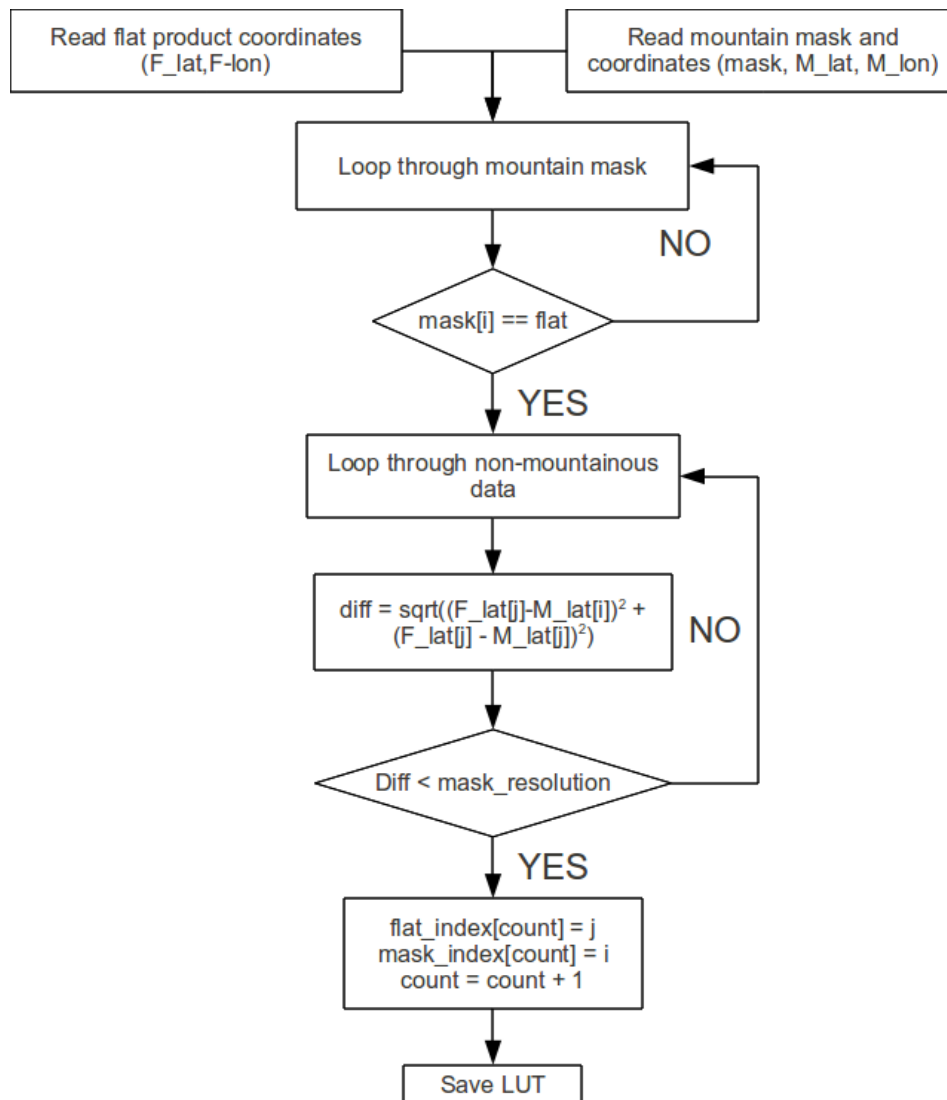 Read flat product coordinates
(F_lat,F-lon)
Read mountain mask and
coordinates (mask, M_lat, M_lon)
Loop through mountain mask
NO
mask[i] == flat
YES
Loop through non-mountainous
data
diff = sqrt((F_lat[j]-M_lat[i])² +
(F_lat[j] - M_lat[j])²)
NO
Diff < mask_resolution
YES
flat_index[count] = j
mask_index[count] = i
count = count + 1
Save LUT